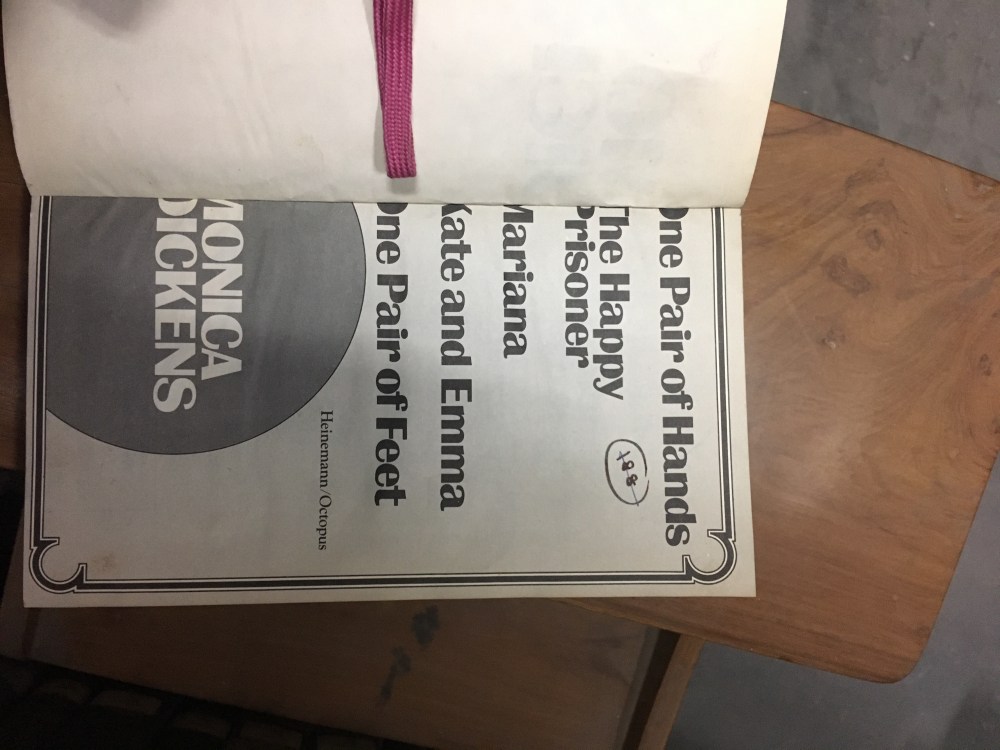 One Pair of Hands
The Happy
Prisoner
Mariana
Kate and Emma
One Pair of Feet
Heinemann/Octopus
MONICA
DICKENS